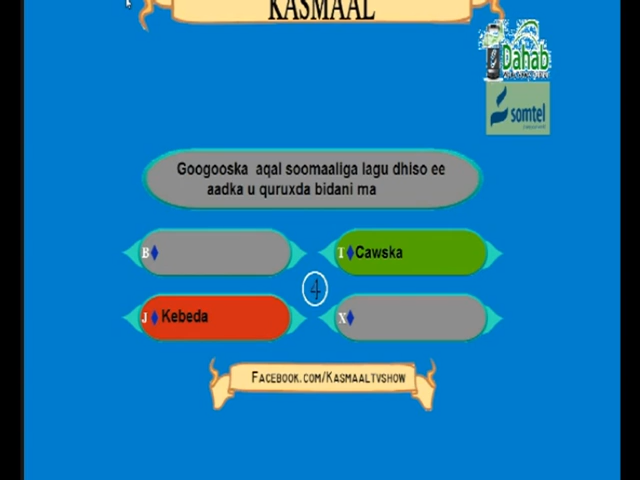 KASMAAL
Dahab
somtel
Googooska aqal soomaaliga lagu dhiso ee
aadka u quruxda bidani ma
B
T Cawska
4
J Kebeda
X
FACEBOOK.COM/KASMAALTVSHOW